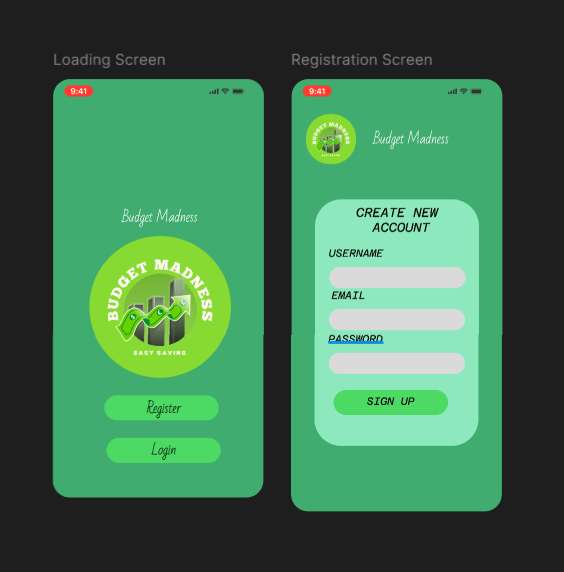 Loading Screen
9:41
Budget Madness
BUDGET MADNESS
EASY SAVING
Register
Login
Registration Screen
9:41
BUDGET MADNESS
Budget Madness
CREATE NEW
ACCOUNT
USERNAME
EMAIL
PASSWORD
SIGN UP